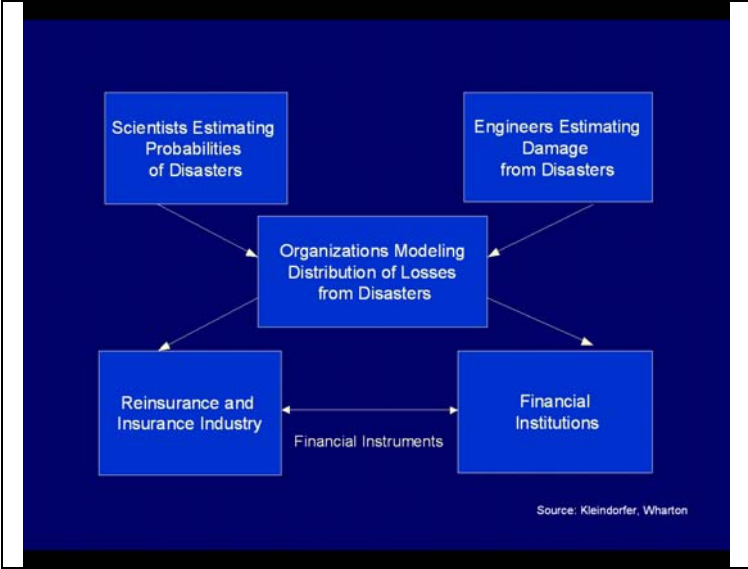 Scientists Estimating
Probabilities
of Disasters
Engineers Estimating
Damage
from Disasters
Organizations Modeling
Distribution of Losses
from Disasters
Reinsurance and
Insurance Industry
Financial Instruments
Financial
Institutions
Source: Kleindorfer, Wharton